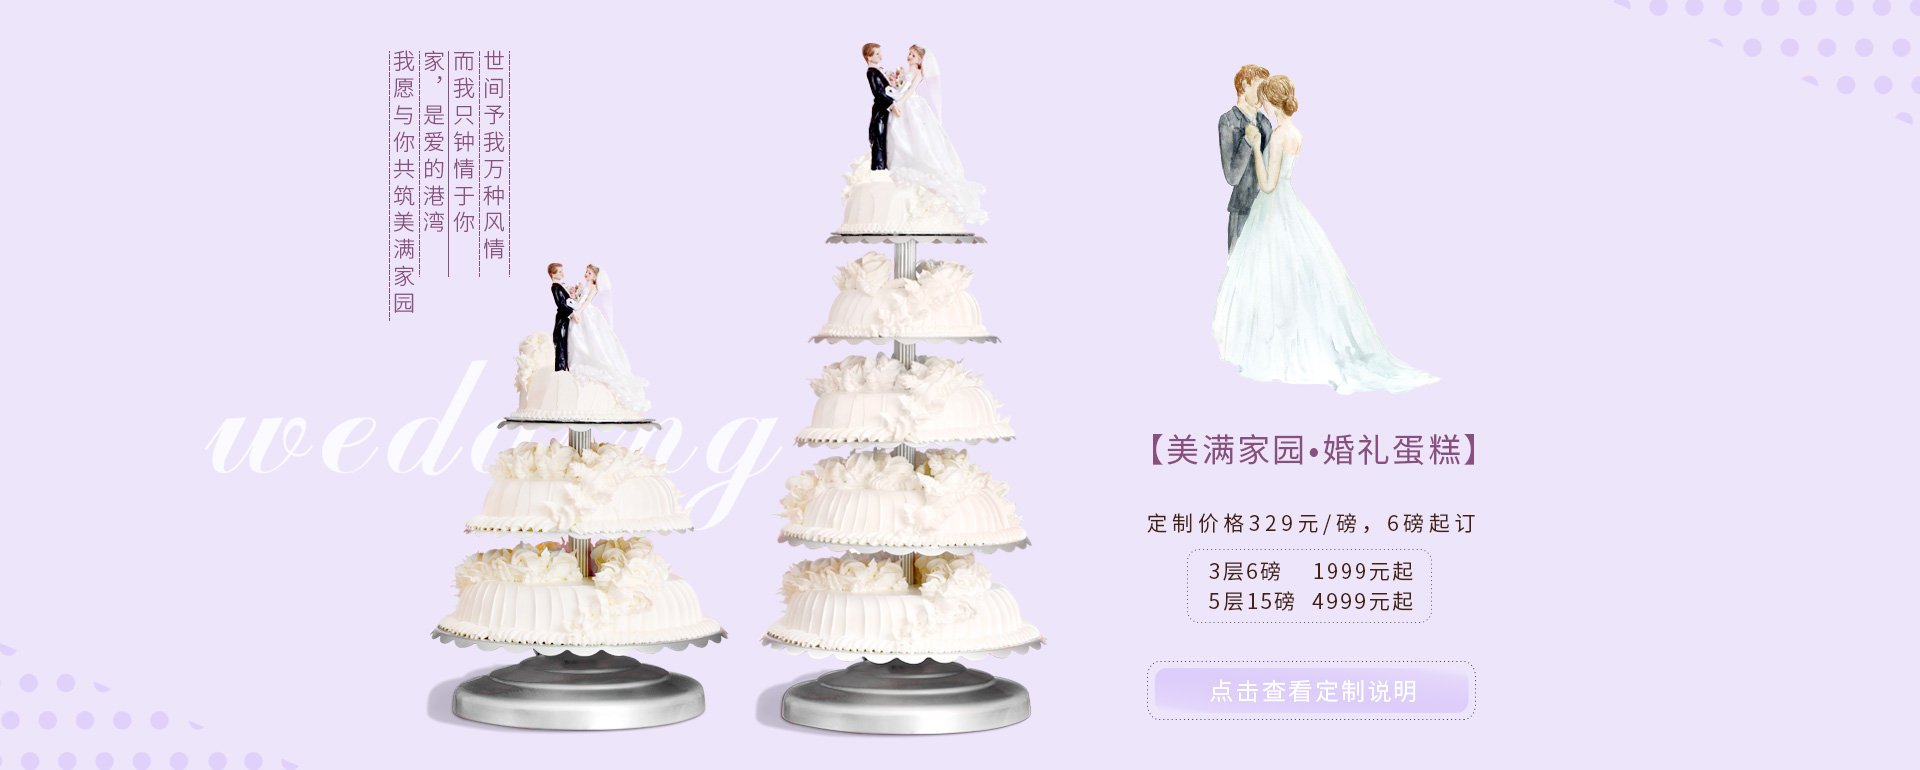 世间予我万种风情
而我只钟情于你
家，是爱的港湾
我愿与你共筑美满家园
wedding
【美满家园•婚礼蛋糕】
定制价格329元/磅，6磅起订
3层6磅 1999元起
5层15磅 4999元起
点击查看定制说明